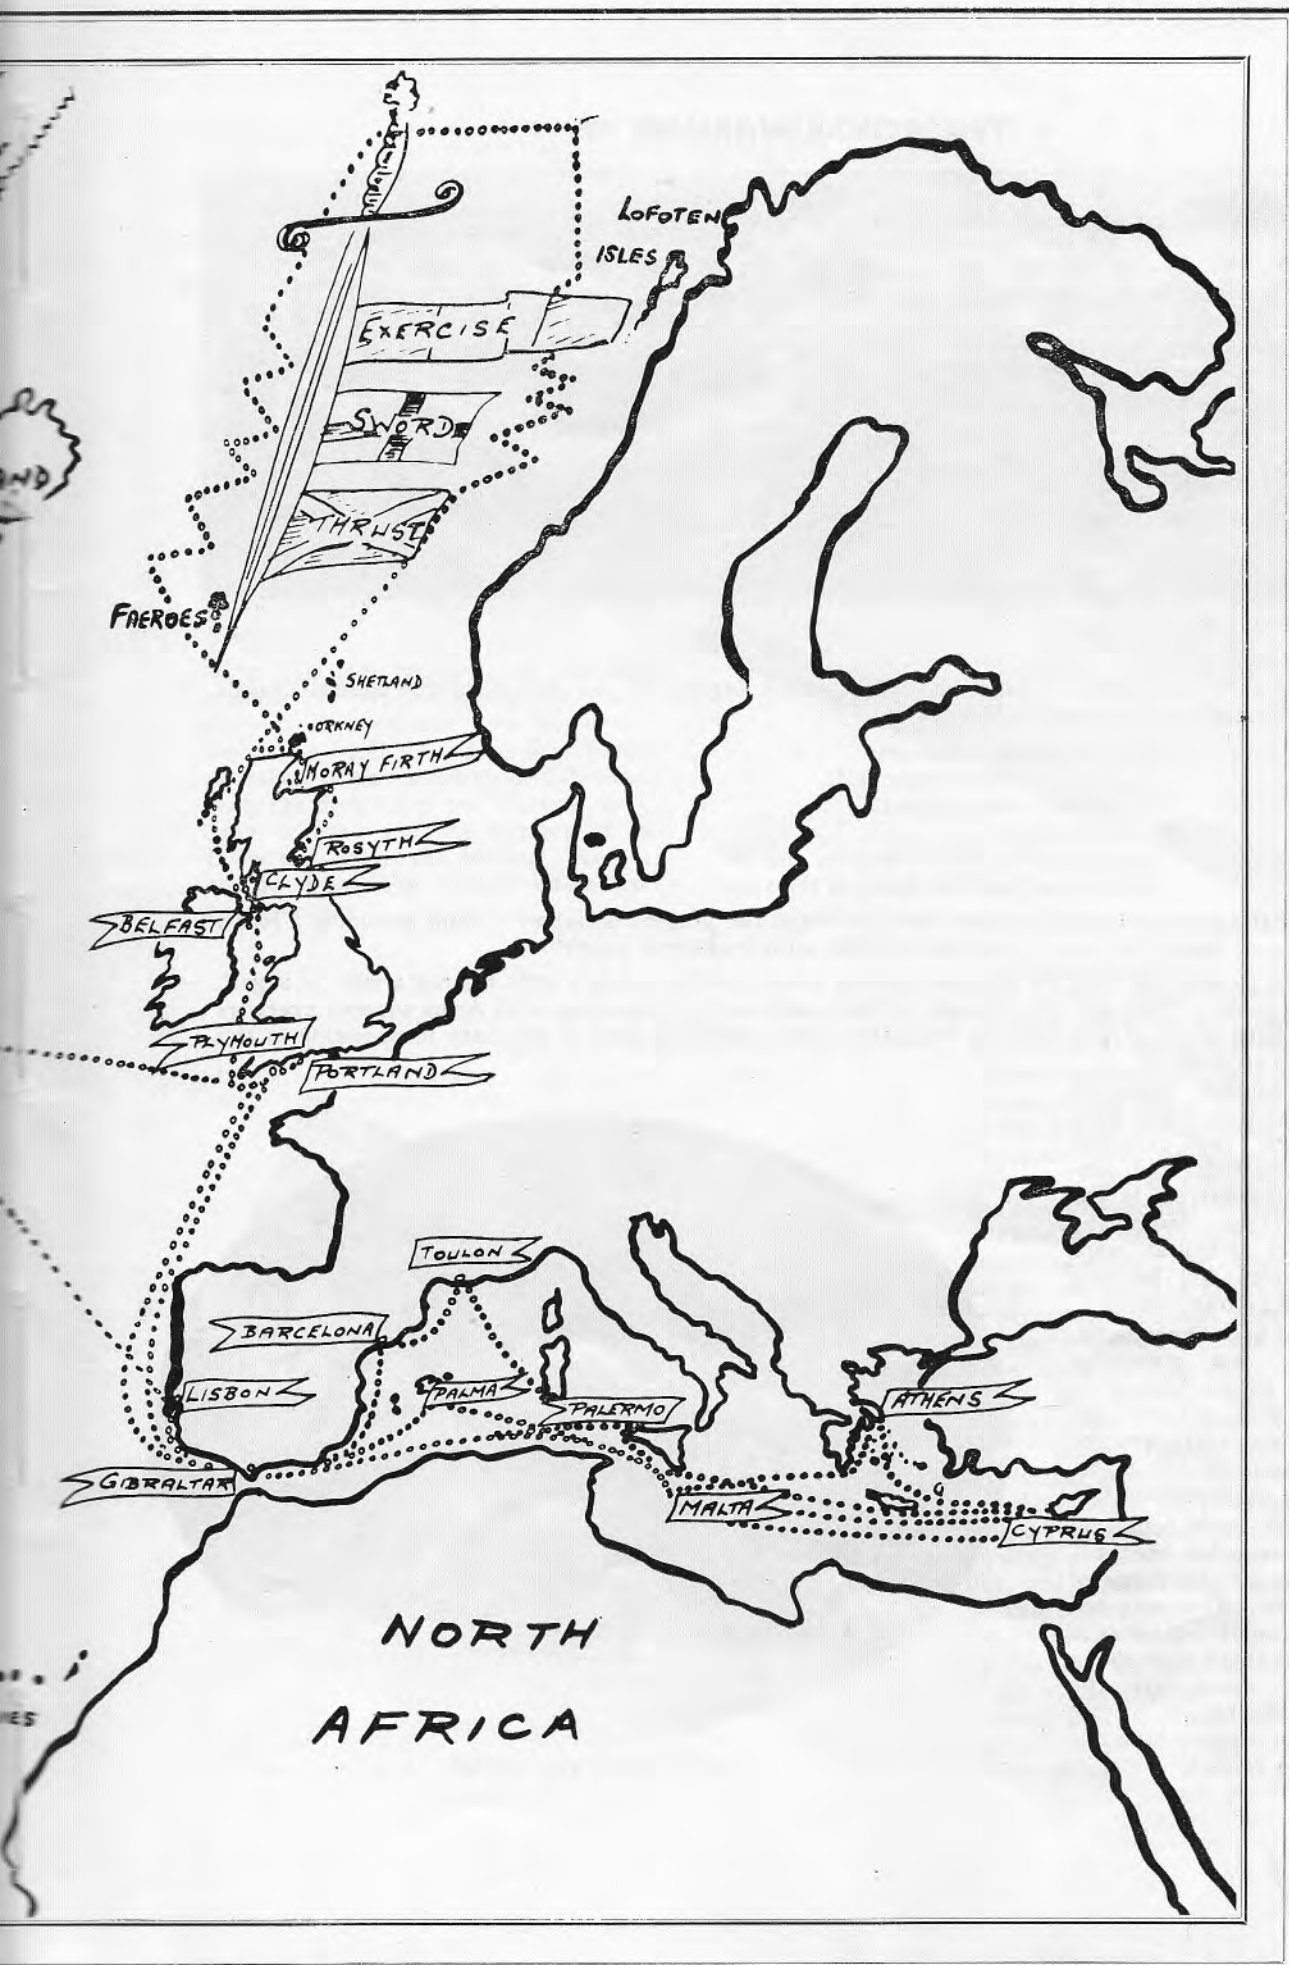 LOFOTEN
ISLES
EXERCISE
SWORD
THRUST
FAEROES
SHETLAND
ORKNEY
MORAY FIRTH
ROSYTH
CLYDE
BELFAST
PLYMOUTH
PORTLAND
TOULON
BARCELONA
LISBON
PALMA
PALERMO
ATHENS
GIBRALTAR
MALTA
CYPRUS
NORTH
AFRICA